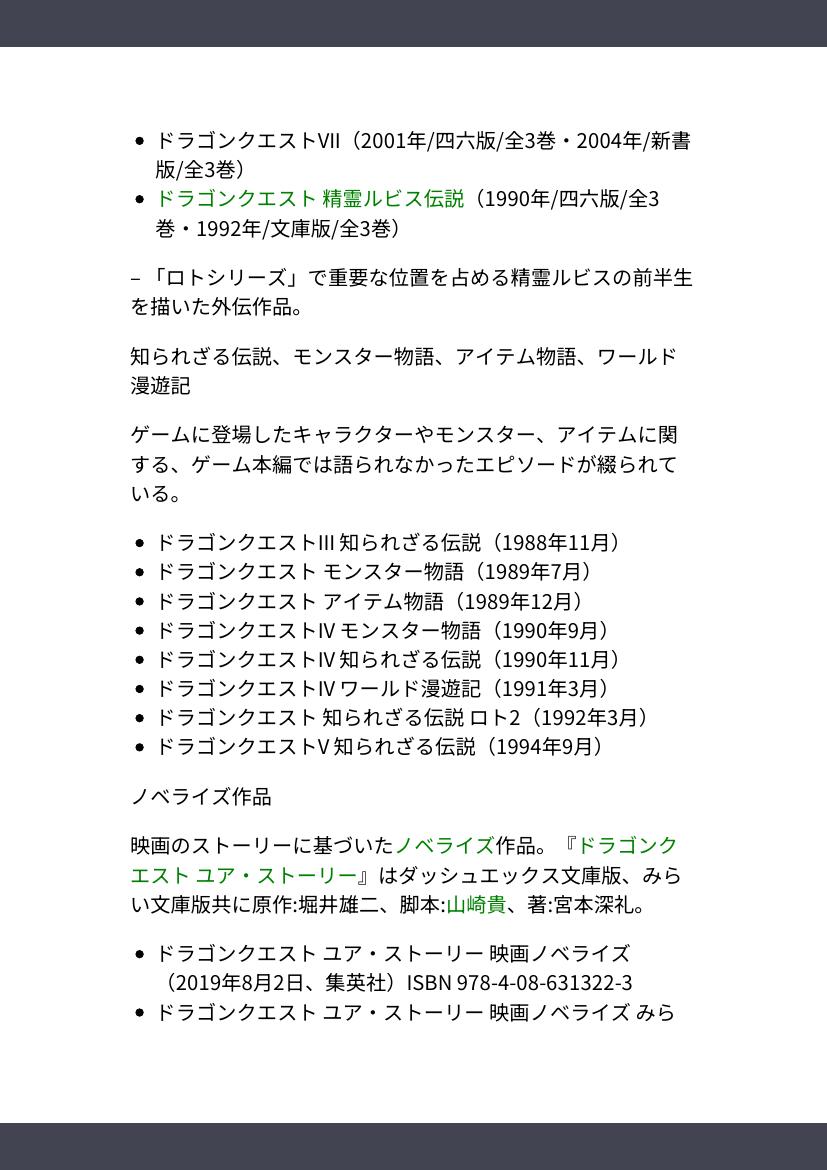 ドラゴンクエストVII（2001年/四六版/全3巻・2004年/新書
版/全3巻）
ドラゴンクエスト 精霊ルビス伝説（1990年/四六版/全3
巻・1992年/文庫版/全3巻）
– 「ロトシリーズ」で重要な位置を占める精霊ルビスの前半生
を描いた外伝作品。
知られざる伝説、モンスター物語、アイテム物語、ワールド
漫遊記
ゲームに登場したキャラクターやモンスター、アイテムに関
する、ゲーム本編では語られなかったエピソードが綴られて
いる。
ドラゴンクエストIII 知られざる伝説（1988年11月）
ドラゴンクエスト モンスター物語（1989年7月）
ドラゴンクエスト アイテム物語（1989年12月）
ドラゴンクエストIV モンスター物語（1990年9月）
ドラゴンクエストIV 知られざる伝説（1990年11月）
ドラゴンクエストIV ワールド漫遊記（1991年3月）
ドラゴンクエスト 知られざる伝説 ロト2（1992年3月）
ドラゴンクエストV 知られざる伝説（1994年9月）
ノベライズ作品
映画のストーリーに基づいたノベライズ作品。『ドラゴンク
エスト ユア・ストーリー』はダッシュエックス文庫版、みら
い文庫版共に原作:堀井雄二、脚本:山崎貴、著:宮本深礼。
ドラゴンクエスト ユア・ストーリー 映画ノベライズ
（2019年8月2日、集英社）ISBN 978-4-08-631322-3
ドラゴンクエスト ユア・ストーリー 映画ノベライズ みら